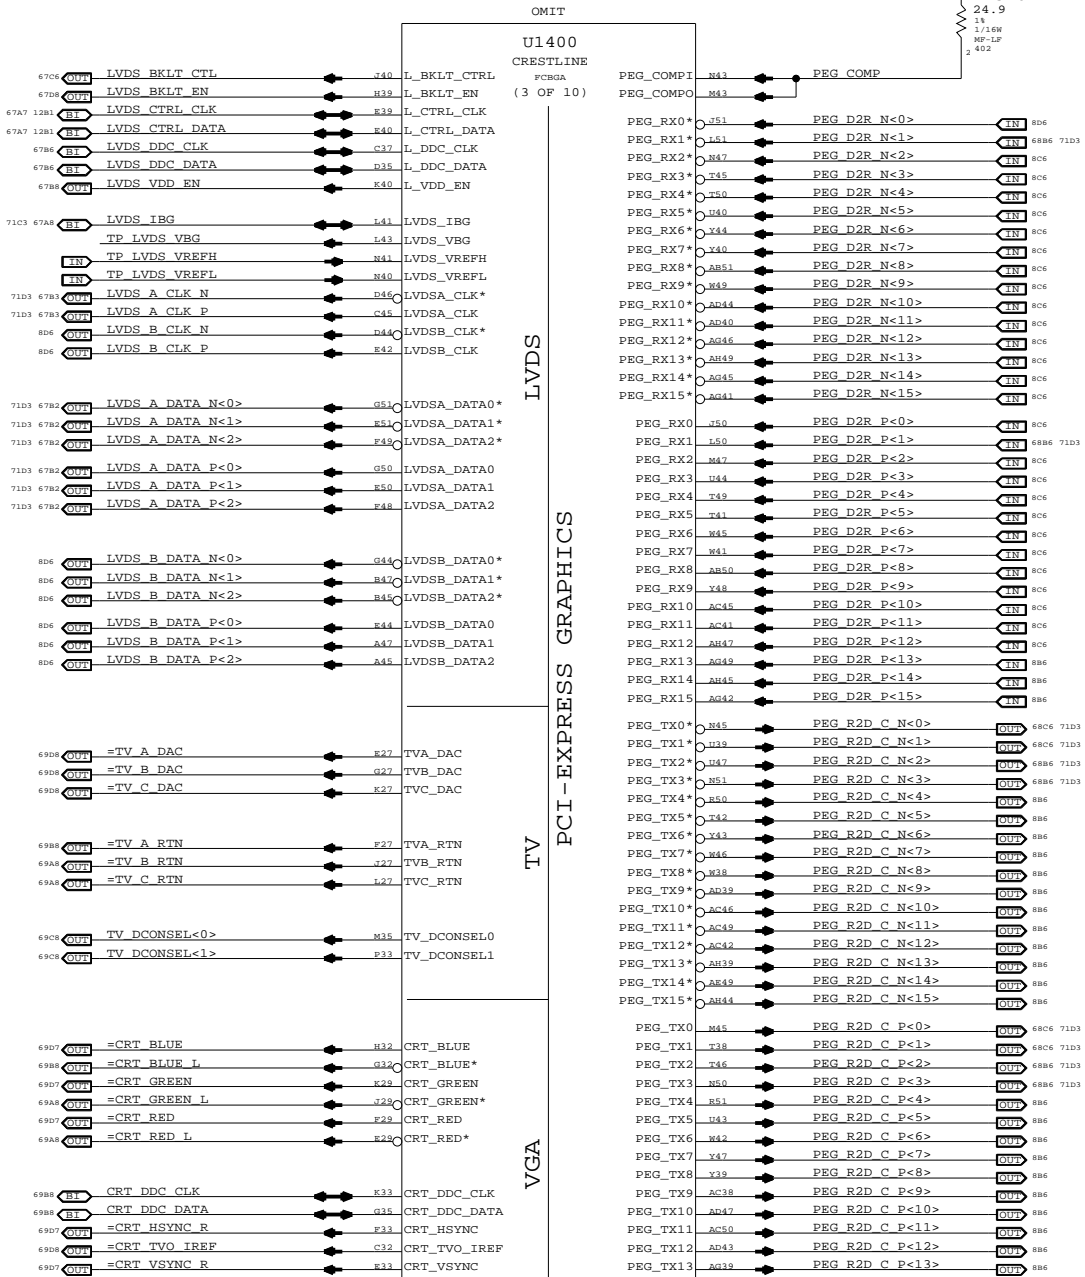 OMIT
24.9
1%
1/16W
MF-LF
402
2
U1400
CRESTLINE
FCBGA
(3 OF 10)
67C6 OUT LVDS_BKLT_CTL J40 L_BKLT_CTRL
67D8 OUT LVDS_BKLT_EN H39 L_BKLT_EN
67A7 12B1 BI LVDS_CTRL_CLK E39 L_CTRL_CLK
67A7 12B1 BI LVDS_CTRL_DATA E40 L_CTRL_DATA
67B6 BI LVDS_DDC_CLK C37 L_DDC_CLK
67B6 BI LVDS_DDC_DATA D35 L_DDC_DATA
67B8 OUT LVDS_VDD_EN K40 L_VDD_EN
71C3 67A8 BI LVDS_IBG L41 LVDS_IBG
TP_LVDS_VBG L43 LVDS_VBG
IN TP_LVDS_VREFH N41 LVDS_VREFH
IN TP_LVDS_VREFL N40 LVDS_VREFL
71D3 67B3 OUT LVDS_A_CLK_N D46 LVDSA_CLK*
71D3 67B3 OUT LVDS_A_CLK_P C45 LVDSA_CLK
8D6 OUT LVDS_B_CLK_N D44 LVDSB_CLK*
8D6 OUT LVDS_B_CLK_P E42 LVDSB_CLK
71D3 67B2 OUT LVDS_A_DATA_N<0> G51 LVDSA_DATA0*
71D3 67B2 OUT LVDS_A_DATA_N<1> E51 LVDSA_DATA1*
71D3 67B2 OUT LVDS_A_DATA_N<2> F49 LVDSA_DATA2*
71D3 67B2 OUT LVDS_A_DATA_P<0> G50 LVDSA_DATA0
71D3 67B2 OUT LVDS_A_DATA_P<1> E50 LVDSA_DATA1
71D3 67B2 OUT LVDS_A_DATA_P<2> F48 LVDSA_DATA2
8D6 OUT LVDS_B_DATA_N<0> G44 LVDSB_DATA0*
8D6 OUT LVDS_B_DATA_N<1> B47 LVDSB_DATA1*
8D6 OUT LVDS_B_DATA_N<2> B45 LVDSB_DATA2*
8D6 OUT LVDS_B_DATA_P<0> E44 LVDSB_DATA0
8D6 OUT LVDS_B_DATA_P<1> A47 LVDSB_DATA1
8D6 OUT LVDS_B_DATA_P<2> A45 LVDSB_DATA2
69D8 OUT =TV_A_DAC E27 TVA_DAC
69D8 OUT =TV_B_DAC G27 TVB_DAC
69D8 OUT =TV_C_DAC K27 TVC_DAC
69B8 OUT =TV_A_RTN F27 TVA_RTN
69A8 OUT =TV_B_RTN J27 TVB_RTN
69A8 OUT =TV_C_RTN L27 TVC_RTN
69C8 OUT TV_DCONSEL<0> M35 TV_DCONSEL0
69C8 OUT TV_DCONSEL<1> P33 TV_DCONSEL1
69D7 OUT =CRT_BLUE H32 CRT_BLUE
69B8 OUT =CRT_BLUE_L G32 CRT_BLUE*
69D7 OUT =CRT_GREEN K29 CRT_GREEN
69A8 OUT =CRT_GREEN_L J29 CRT_GREEN*
69D7 OUT =CRT_RED F29 CRT_RED
69A8 OUT =CRT_RED_L E29 CRT_RED*
69B8 BI CRT_DDC_CLK K33 CRT_DDC_CLK
69B8 BI CRT_DDC_DATA G35 CRT_DDC_DATA
69D7 OUT =CRT_HSYNC_R F33 CRT_HSYNC
69D8 OUT =CRT_TVO_IREF C32 CRT_TVO_IREF
69D7 OUT =CRT_VSYNC_R E33 CRT_VSYNC
LVDS
TV
VGA
PCI-EXPRESS GRAPHICS
PEG_COMPI N43 PEG_COMP
PEG_COMPO M43
PEG_RX0* J51 PEG_D2R_N<0> IN 8D6
PEG_RX1* L51 PEG_D2R_N<1> IN 68B6 71D3
PEG_RX2* N47 PEG_D2R_N<2> IN 8C6
PEG_RX3* T45 PEG_D2R_N<3> IN 8C6
PEG_RX4* T50 PEG_D2R_N<4> IN 8C6
PEG_RX5* U40 PEG_D2R_N<5> IN 8C6
PEG_RX6* Y44 PEG_D2R_N<6> IN 8C6
PEG_RX7* Y40 PEG_D2R_N<7> IN 8C6
PEG_RX8* AB51 PEG_D2R_N<8> IN 8C6
PEG_RX9* W49 PEG_D2R_N<9> IN 8C6
PEG_RX10* AD44 PEG_D2R_N<10> IN 8C6
PEG_RX11* AD40 PEG_D2R_N<11> IN 8C6
PEG_RX12* AG46 PEG_D2R_N<12> IN 8C6
PEG_RX13* AH49 PEG_D2R_N<13> IN 8C6
PEG_RX14* AG45 PEG_D2R_N<14> IN 8C6
PEG_RX15* AG41 PEG_D2R_N<15> IN 8C6
PEG_RX0 J50 PEG_D2R_P<0> IN 8C6
PEG_RX1 L50 PEG_D2R_P<1> IN 68B6 71D3
PEG_RX2 M47 PEG_D2R_P<2> IN 8C6
PEG_RX3 U44 PEG_D2R_P<3> IN 8C6
PEG_RX4 T49 PEG_D2R_P<4> IN 8C6
PEG_RX5 T41 PEG_D2R_P<5> IN 8C6
PEG_RX6 W45 PEG_D2R_P<6> IN 8C6
PEG_RX7 W41 PEG_D2R_P<7> IN 8C6
PEG_RX8 AB50 PEG_D2R_P<8> IN 8C6
PEG_RX9 Y48 PEG_D2R_P<9> IN 8C6
PEG_RX10 AC45 PEG_D2R_P<10> IN 8C6
PEG_RX11 AC41 PEG_D2R_P<11> IN 8C6
PEG_RX12 AH47 PEG_D2R_P<12> IN 8C6
PEG_RX13 AG49 PEG_D2R_P<13> IN 8B6
PEG_RX14 AH45 PEG_D2R_P<14> IN 8B6
PEG_RX15 AG42 PEG_D2R_P<15> IN 8B6
PEG_TX0* N45 PEG_R2D_C_N<0> OUT 68C6 71D3
PEG_TX1* U39 PEG_R2D_C_N<1> OUT 68C6 71D3
PEG_TX2* U47 PEG_R2D_C_N<2> OUT 68B6 71D3
PEG_TX3* N51 PEG_R2D_C_N<3> OUT 68B6 71D3
PEG_TX4* R50 PEG_R2D_C_N<4> OUT 8B6
PEG_TX5* T42 PEG_R2D_C_N<5> OUT 8B6
PEG_TX6* Y43 PEG_R2D_C_N<6> OUT 8B6
PEG_TX7* W46 PEG_R2D_C_N<7> OUT 8B6
PEG_TX8* W38 PEG_R2D_C_N<8> OUT 8B6
PEG_TX9* AD39 PEG_R2D_C_N<9> OUT 8B6
PEG_TX10* AC46 PEG_R2D_C_N<10> OUT 8B6
PEG_TX11* AC49 PEG_R2D_C_N<11> OUT 8B6
PEG_TX12* AC42 PEG_R2D_C_N<12> OUT 8B6
PEG_TX13* AH39 PEG_R2D_C_N<13> OUT 8B6
PEG_TX14* AE49 PEG_R2D_C_N<14> OUT 8B6
PEG_TX15* AH44 PEG_R2D_C_N<15> OUT 8B6
PEG_TX0 M45 PEG_R2D_C_P<0> OUT 68C6 71D3
PEG_TX1 T38 PEG_R2D_C_P<1> OUT 68C6 71D3
PEG_TX2 T46 PEG_R2D_C_P<2> OUT 68B6 71D3
PEG_TX3 N50 PEG_R2D_C_P<3> OUT 68B6 71D3
PEG_TX4 R51 PEG_R2D_C_P<4> OUT 8B6
PEG_TX5 U43 PEG_R2D_C_P<5> OUT 8B6
PEG_TX6 W42 PEG_R2D_C_P<6> OUT 8B6
PEG_TX7 Y47 PEG_R2D_C_P<7> OUT 8B6
PEG_TX8 Y39 PEG_R2D_C_P<8> OUT 8B6
PEG_TX9 AC38 PEG_R2D_C_P<9> OUT 8B6
PEG_TX10 AD47 PEG_R2D_C_P<10> OUT 8B6
PEG_TX11 AC50 PEG_R2D_C_P<11> OUT 8B6
PEG_TX12 AD43 PEG_R2D_C_P<12> OUT 8B6
PEG_TX13 AG39 PEG_R2D_C_P<13> OUT 8B6